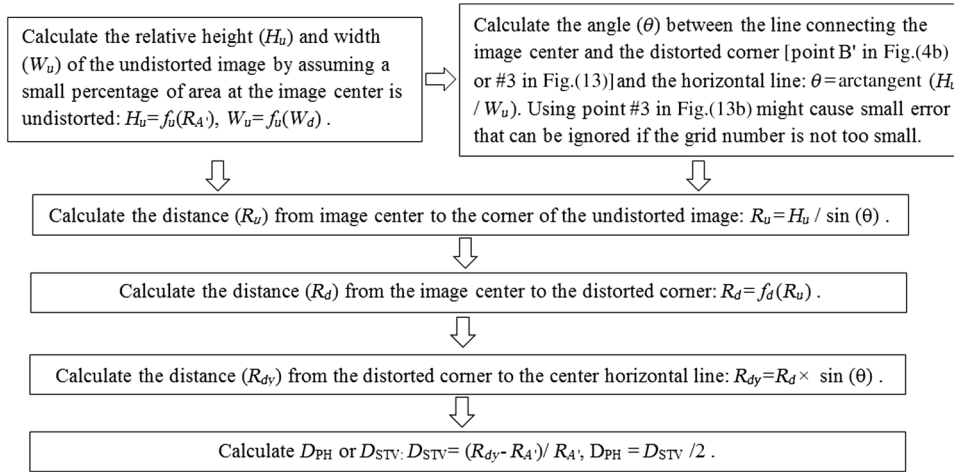 Calculate the relative height (Hu) and width
(Wu) of the undistorted image by assuming a
small percentage of area at the image center is
undistorted: Hu=fu(RA'), Wu=fu(Wd) .
Calculate the angle (θ) between the line connecting the
image center and the distorted corner [point B' in Fig.(4b)
or #3 in Fig.(13)] and the horizontal line: θ=arctangent (Hu
/ Wu). Using point #3 in Fig.(13b) might cause small error
that can be ignored if the grid number is not too small.
Calculate the distance (Ru) from image center to the corner of the undistorted image: Ru=Hu / sin (θ) .
Calculate the distance (Rd) from the image center to the distorted corner: Rd=fd(Ru) .
Calculate the distance (Rdy) from the distorted corner to the center horizontal line: Rdy=Rd× sin (θ) .
Calculate DPH or DSTV: DSTV= (Rdy- RA')/ RA', DPH =DSTV /2 .